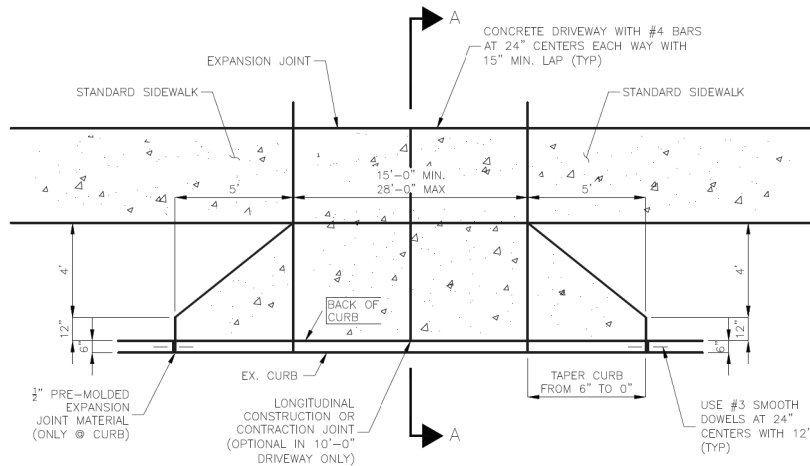 A
CONCRETE DRIVEWAY WITH #4 BARS
AT 24" CENTERS EACH WAY WITH
15" MIN. LAP (TYP)
EXPANSION JOINT
STANDARD SIDEWALK
STANDARD SIDEWALK
5'
15'-0" MIN.
28'-0" MAX
5'
4'
4'
12"
6"
BACK OF
CURB
12"
6"
EX. CURB
TAPER CURB
FROM 6" TO 0"
½" PRE-MOLDED
EXPANSION
JOINT MATERIAL
(ONLY @ CURB)
LONGITUDINAL
CONSTRUCTION OR
CONTRACTION JOINT
(OPTIONAL IN 10'-0"
DRIVEWAY ONLY)
A
USE #3 SMOOTH
DOWELS AT 24"
CENTERS WITH 12"
(TYP)